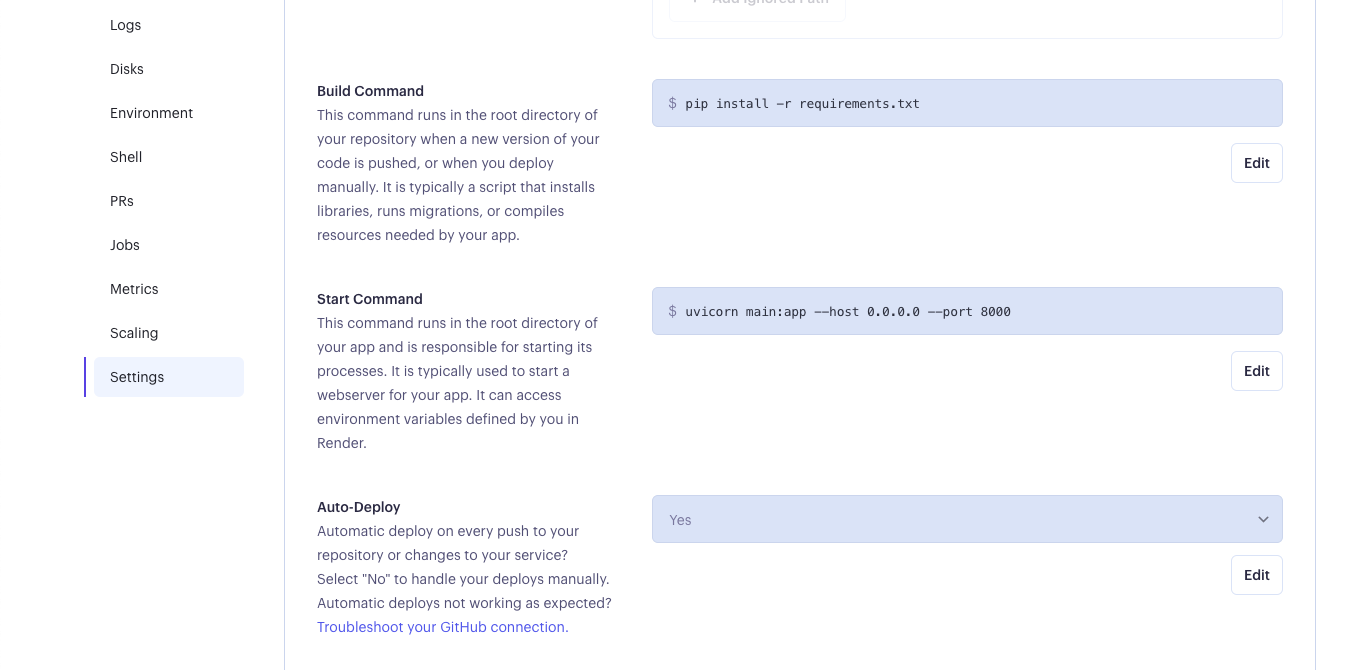 Logs
Disks
Environment
Shell
PRs
Jobs
Metrics
Scaling
Settings
Add Ignored Path
Build Command
This command runs in the root directory of
your repository when a new version of your
code is pushed, or when you deploy
manually. It is typically a script that installs
libraries, runs migrations, or compiles
resources needed by your app.
$ pip install -r requirements.txt
Edit
Start Command
This command runs in the root directory of
your app and is responsible for starting its
processes. It is typically used to start a
webserver for your app. It can access
environment variables defined by you in
Render.
$ uvicorn main:app --host 0.0.0.0 --port 8000
Edit
Auto-Deploy
Automatic deploy on every push to your
repository or changes to your service?
Select "No" to handle your deploys manually.
Automatic deploys not working as expected?
Troubleshoot your GitHub connection.
Yes
Edit